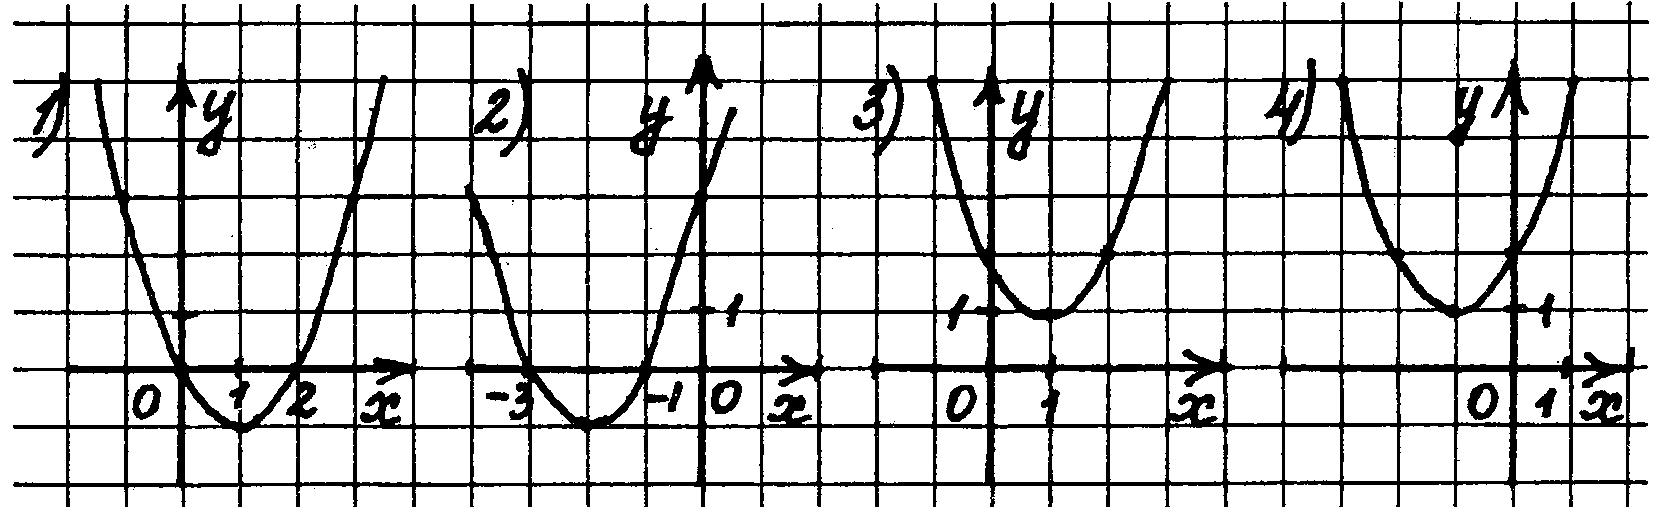 1) y 2) y 3) y 4) y
1 1 1
0 1 2 x -3 -1 0 x 0 1 x 0 1 x